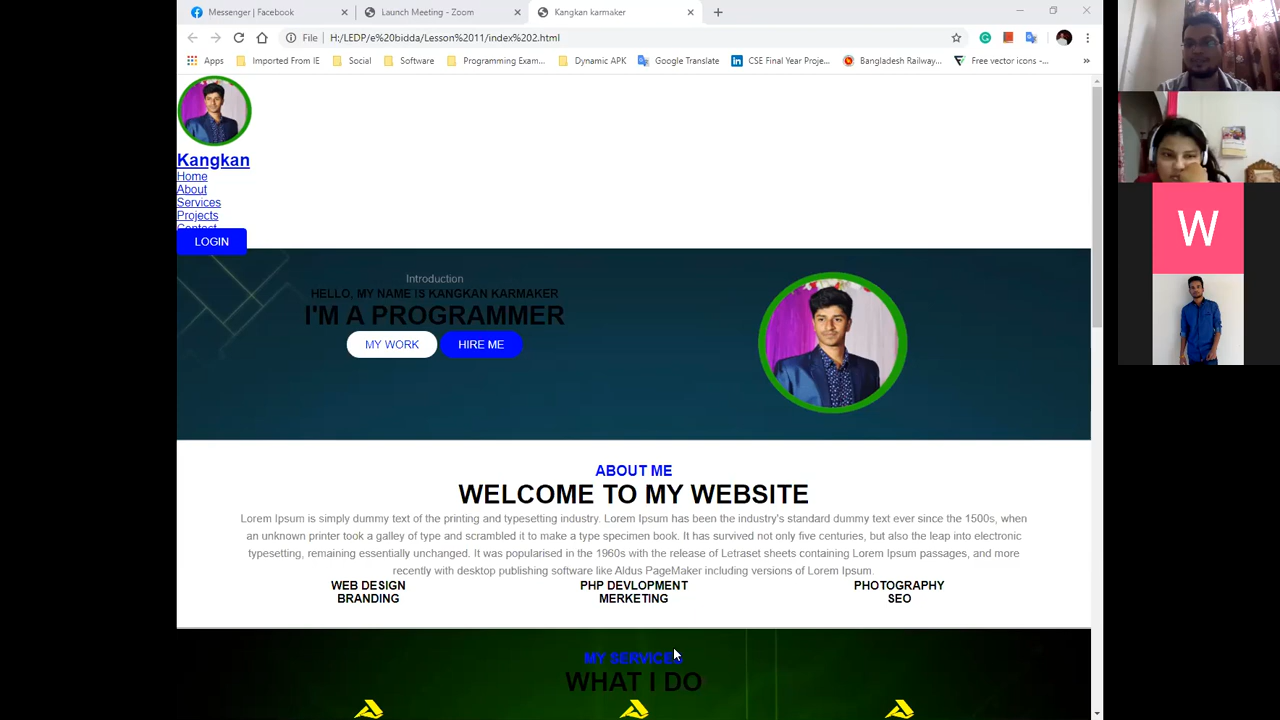 Messenger | Facebook
Launch Meeting - Zoom
Kangkan karmaker
File
H:/LEDP/e%20bidda/Lesson%2011/index%202.html
Apps
Imported From IE
Social
Software
Programming Exam...
Dynamic APK
Google Translate
CSE Final Year Proje...
Bangladesh Railway...
Free vector icons -...
»
Kangkan
Home
About
Services
Projects
Contact
LOGIN
Introduction
HELLO, MY NAME IS KANGKAN KARMAKER
I'M A PROGRAMMER
MY WORK
HIRE ME
ABOUT ME
WELCOME TO MY WEBSITE
Lorem Ipsum is simply dummy text of the printing and typesetting industry. Lorem Ipsum has been the industry's standard dummy text ever since the 1500s, when
an unknown printer took a galley of type and scrambled it to make a type specimen book. It has survived not only five centuries, but also the leap into electronic
typesetting, remaining essentially unchanged. It was popularised in the 1960s with the release of Letraset sheets containing Lorem Ipsum passages, and more
recently with desktop publishing software like Aldus PageMaker including versions of Lorem Ipsum.
WEB DESIGN
BRANDING
PHP DEVLOPMENT
MERKETING
PHOTOGRAPHY
SEO
MY SERVICES
WHAT I DO
W